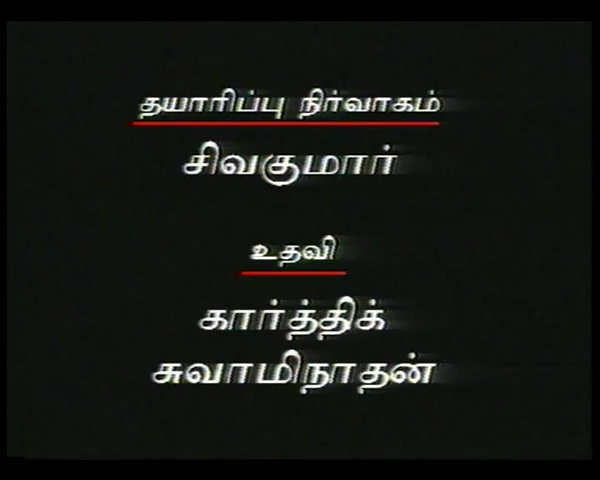 தயாரிப்பு நிர்வாகம்
சிவகுமார்
உதவி
கார்த்திக்
சுவாமிநாதன்